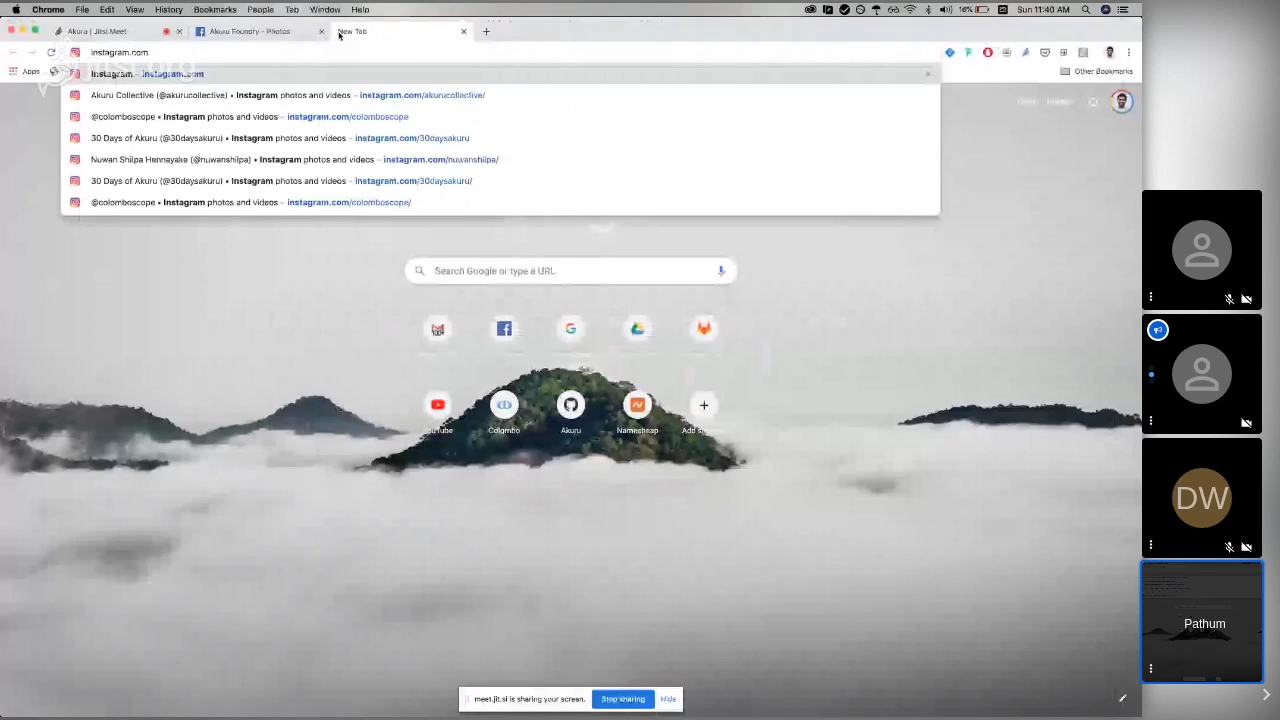 Chrome File Edit View History Bookmarks People Tab Window Help
16% Sun 11:40 AM
Akuru | Jitsi Meet
Akuru Foundry - Photos
New Tab
instagram.com
Apps
jitsi.org
Other Bookmarks
Instagram - instagram.com
Akuru Collective (@akurucollective) • Instagram photos and videos - instagram.com/akurucollective/
@colomboscope • Instagram photos and videos - instagram.com/colomboscope
30 Days of Akuru (@30daysakuru) • Instagram photos and videos - instagram.com/30daysakuru
Nuwan Shilpa Hennayake (@nuwanshilpa) • Instagram photos and videos - instagram.com/nuwanshilpa/
30 Days of Akuru (@30daysakuru) • Instagram photos and videos - instagram.com/30daysakuru/
@colomboscope • Instagram photos and videos - instagram.com/colomboscope/
Search Google or type a URL
YouTube
Colombo
Akuru
Namecheap
Add
DW
Pathum
meet.jit.si is sharing your screen.
Stop sharing
Hide